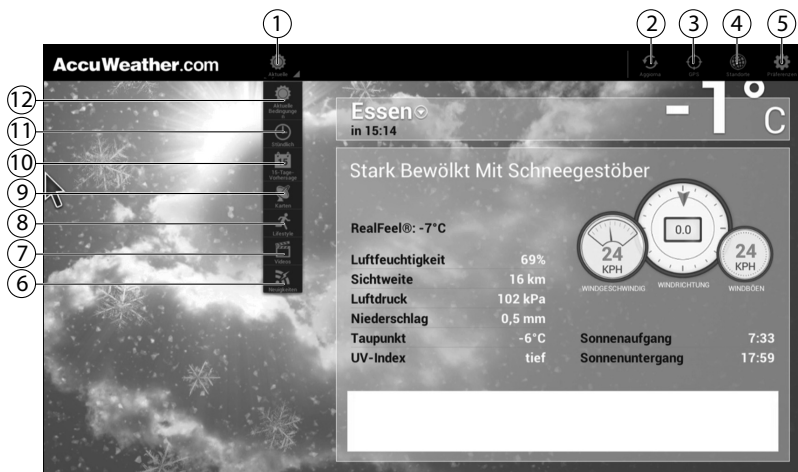 1 2 3 4 5
AccuWeather.com
Aktuelle
Aggiorna
GPS
Standorte
Präferenzen
12
Aktuelle
Bedingunge
n
11
Stündlich
10
15-Tage-
Vorhersage
9
Karten
8
Lifestyle
7
Videos
6
Neuigkeiten
Essen
in 15:14
-1°C
Stark Bewölkt Mit Schneegestöber
RealFeel®: -7°C
Luftfeuchtigkeit 69%
Sichtweite 16 km
Luftdruck 102 kPa
Niederschlag 0,5 mm
Taupunkt -6°C
UV-Index tief
24
KPH
WINDGESCHWINDIG
0.0
WINDRICHTUNG
24
KPH
WINDBÖEN
Sonnenaufgang 7:33
Sonnenuntergang 17:59